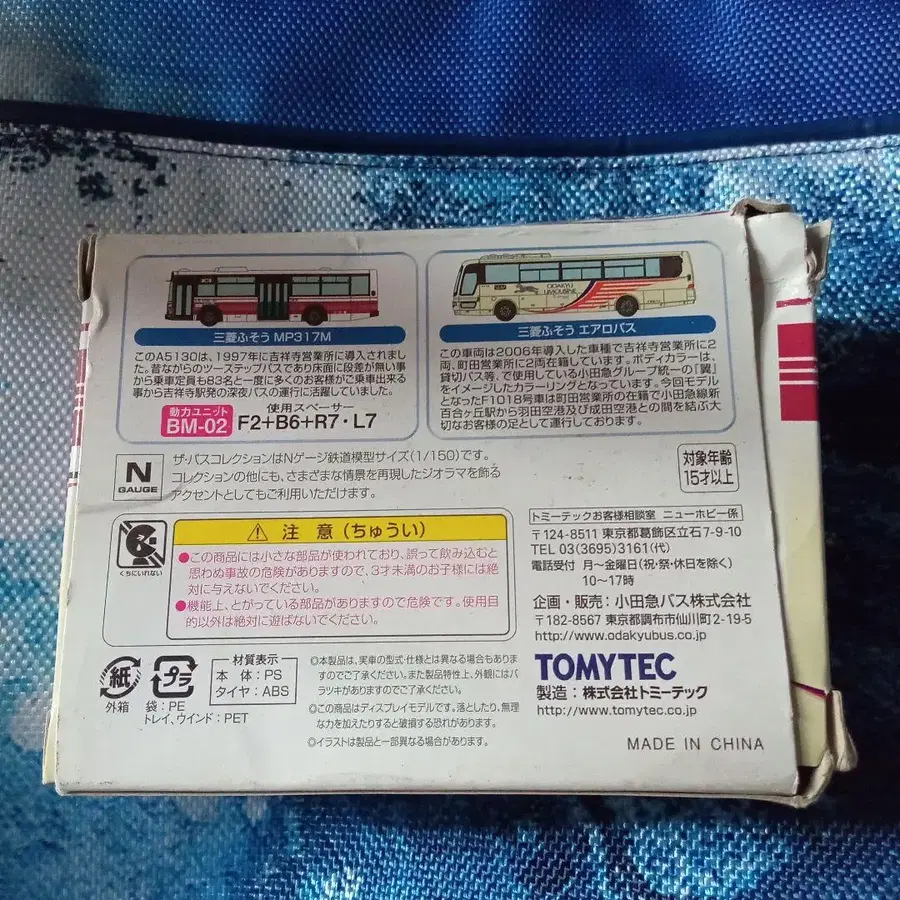 ODAKYU
LIMOUSINE
三菱ふそう MP317M
三菱ふそう エアロバス
このA5130は、1997年に吉祥寺営業所に導入されました。
昔ながらのツーステップバスであり床面に段差が無い事
から乗車定員も83名と一度に多くのお客様がご乗車出来る
事から吉祥寺駅発の深夜バスの運行に活躍していました。
動力ユニット
BM-02
使用スペーサー
F2+B6+R7・L7
この車両は2006年導入した車種で吉祥寺営業所に2
両、町田営業所に2両在籍しています。ボディカラーは、
貸切バス等、で使用している小田急グループ統一の「翼」
をイメージしたカラーリングとなっています。今回モデル
となったF1018号車は町田営業所の在籍で小田急線新
百合ヶ丘駅から羽田空港及び成田空港との間を結ぶ大
切なお客様の足として運行しております。
N
GAUGE
ザ・バスコレクションはNゲージ鉄道模型サイズ(1/150)です。
コレクションの他にも、さまざまな情景を再現したジオラマを飾る
アクセントとしてもご利用いただけます。
対象年齢
15才以上
くちにいれない
注意(ちゅうい)
●この商品には小さな部品が使われており、誤って飲み込むと
思わぬ事故の危険がありますので、3才未満のお子様には絶
対に与えないでください。
●機能上、とがっている部品がありますので危険です。使用目
的以外は絶対に遊ばないでください。
トミーテックお客様相談室 ニューホビー係
〒124-8511 東京都葛飾区立石7-9-10
TEL 03(3695)3161(代)
電話受付 月〜金曜日(祝・祭・休日を除く)
10〜17時
企画・販売:小田急バス株式会社
〒182-8567 東京都調布市仙川町2-19-5
http://www.odakyubus.co.jp
TOMYTEC
製造:株式会社トミーテック
http://www.tomytec.co.jp
MADE IN CHINA
紙
外箱
プラ
袋:PE
トレイ,ウインド:PET
材質表示
本体:PS
タイヤ:ABS
◎本製品は、実車の型式・仕様とは異なる場合もありま
すのでご了承ください。また製品特性上、外観にはバ
ラツキがありますのでご了承ください。
◎この商品はディスプレイモデルです。落としたり、無理
な力を加えたりすると破損する恐れがあります。
◎イラストは製品と一部異なる場合があります。